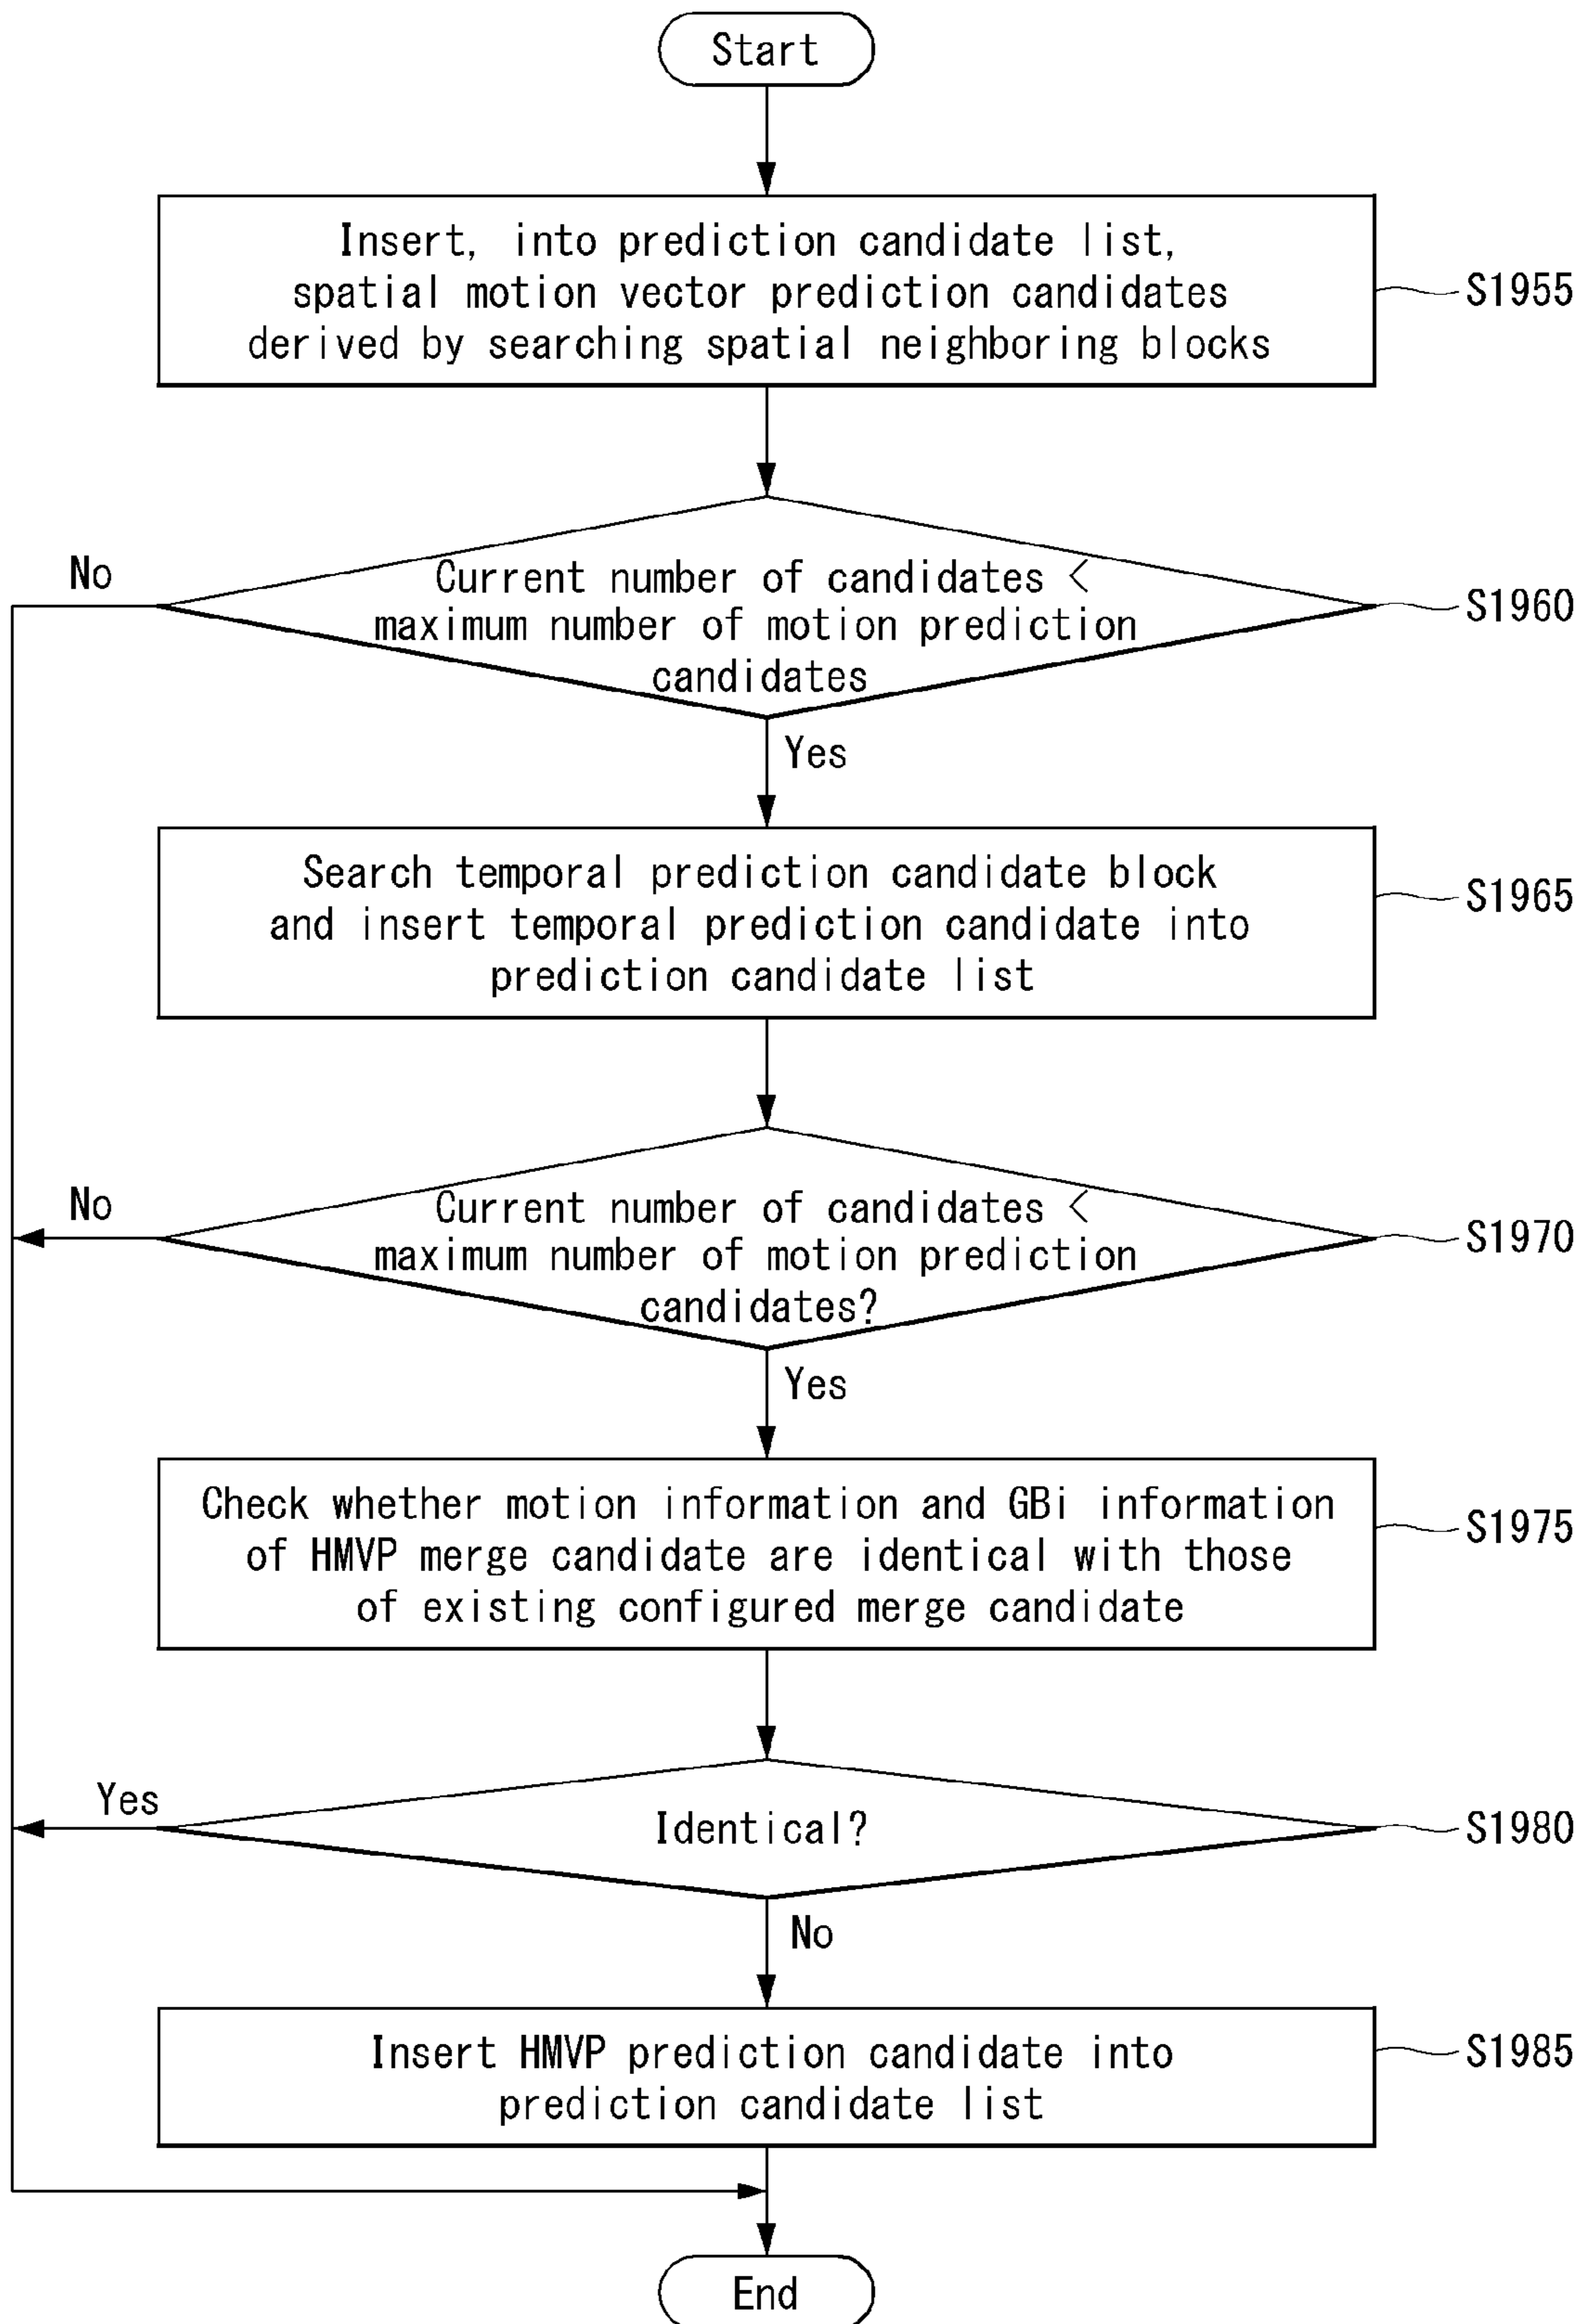 Start
Insert, into prediction candidate list,
spatial motion vector prediction candidates
derived by searching spatial neighboring blocks
S1955
No
Current number of candidates <
maximum number of motion prediction
candidates
S1960
Yes
Search temporal prediction candidate block
and insert temporal prediction candidate into
prediction candidate list
S1965
No
Current number of candidates <
maximum number of motion prediction
candidates?
S1970
Yes
Check whether motion information and GBi information
of HMVP merge candidate are identical with those
of existing configured merge candidate
S1975
Yes
Identical?
S1980
No
Insert HMVP prediction candidate into
prediction candidate list
S1985
End